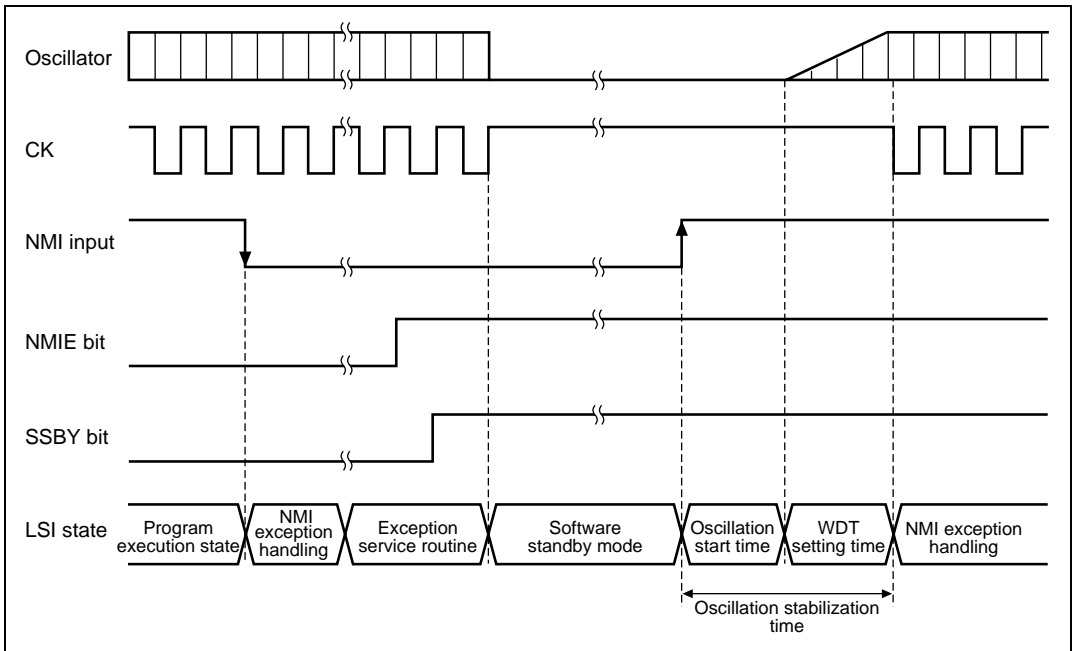 Oscillator
CK
NMI input
NMIE bit
SSBY bit
LSI state
Program
execution state
NMI
exception
handling
Exception
service routine
Software
standby mode
Oscillation
start time
WDT
setting time
NMI exception
handling
Oscillation stabilization
time